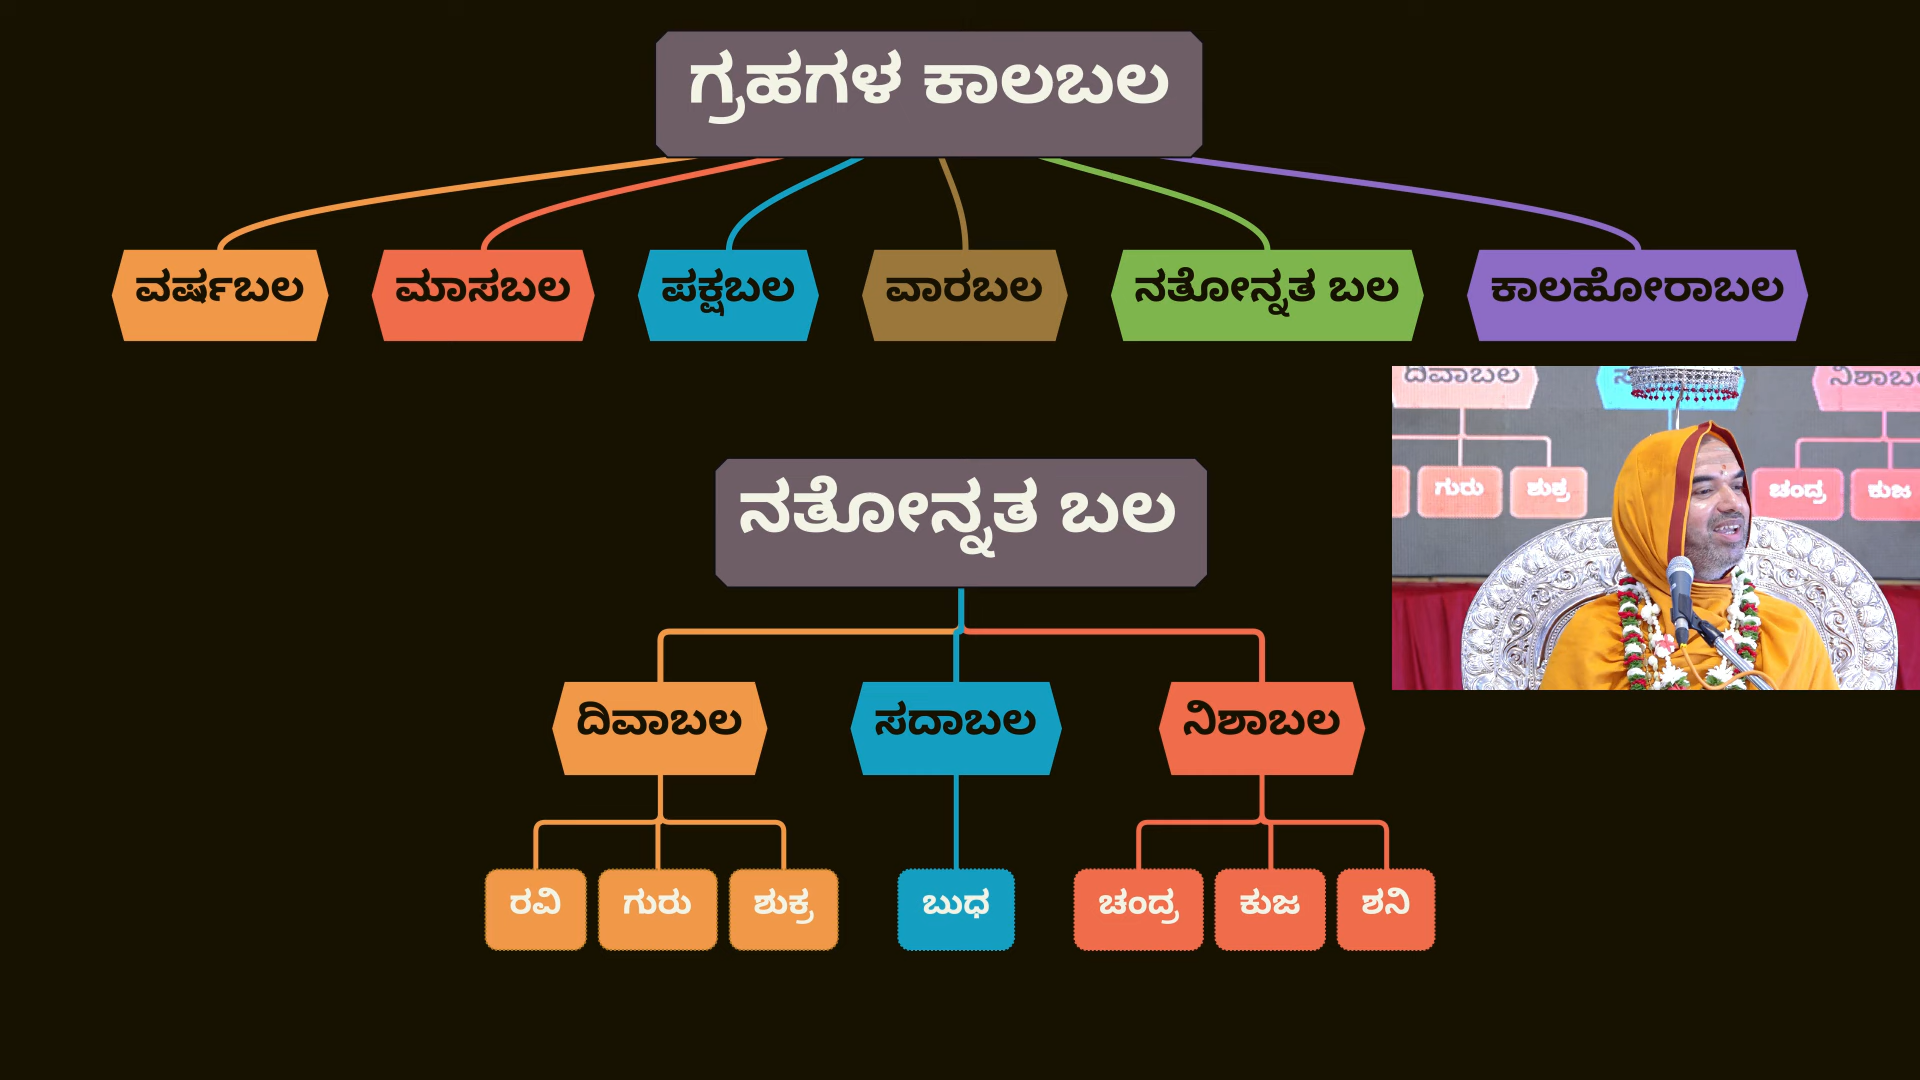 ಗ್ರಹಗಳ ಕಾಲಬಲ
ವರ್ಷಬಲ
ಮಾಸಬಲ
ಪಕ್ಷಬಲ
ವಾರಬಲ
ನತೋನ್ನತ ಬಲ
ಕಾಲಹೋರಾಬಲ
ದಿವಾಬಲ
ಗುರು
ಶುಕ್ರ
ಚಂದ್ರ
ಕುಜ
ನತೋನ್ನತ ಬಲ
ದಿವಾಬಲ
ಸದಾಬಲ
ನಿಶಾಬಲ
ರವಿ
ಗುರು
ಶುಕ್ರ
ಬುಧ
ಚಂದ್ರ
ಕುಜ
ಶನಿ